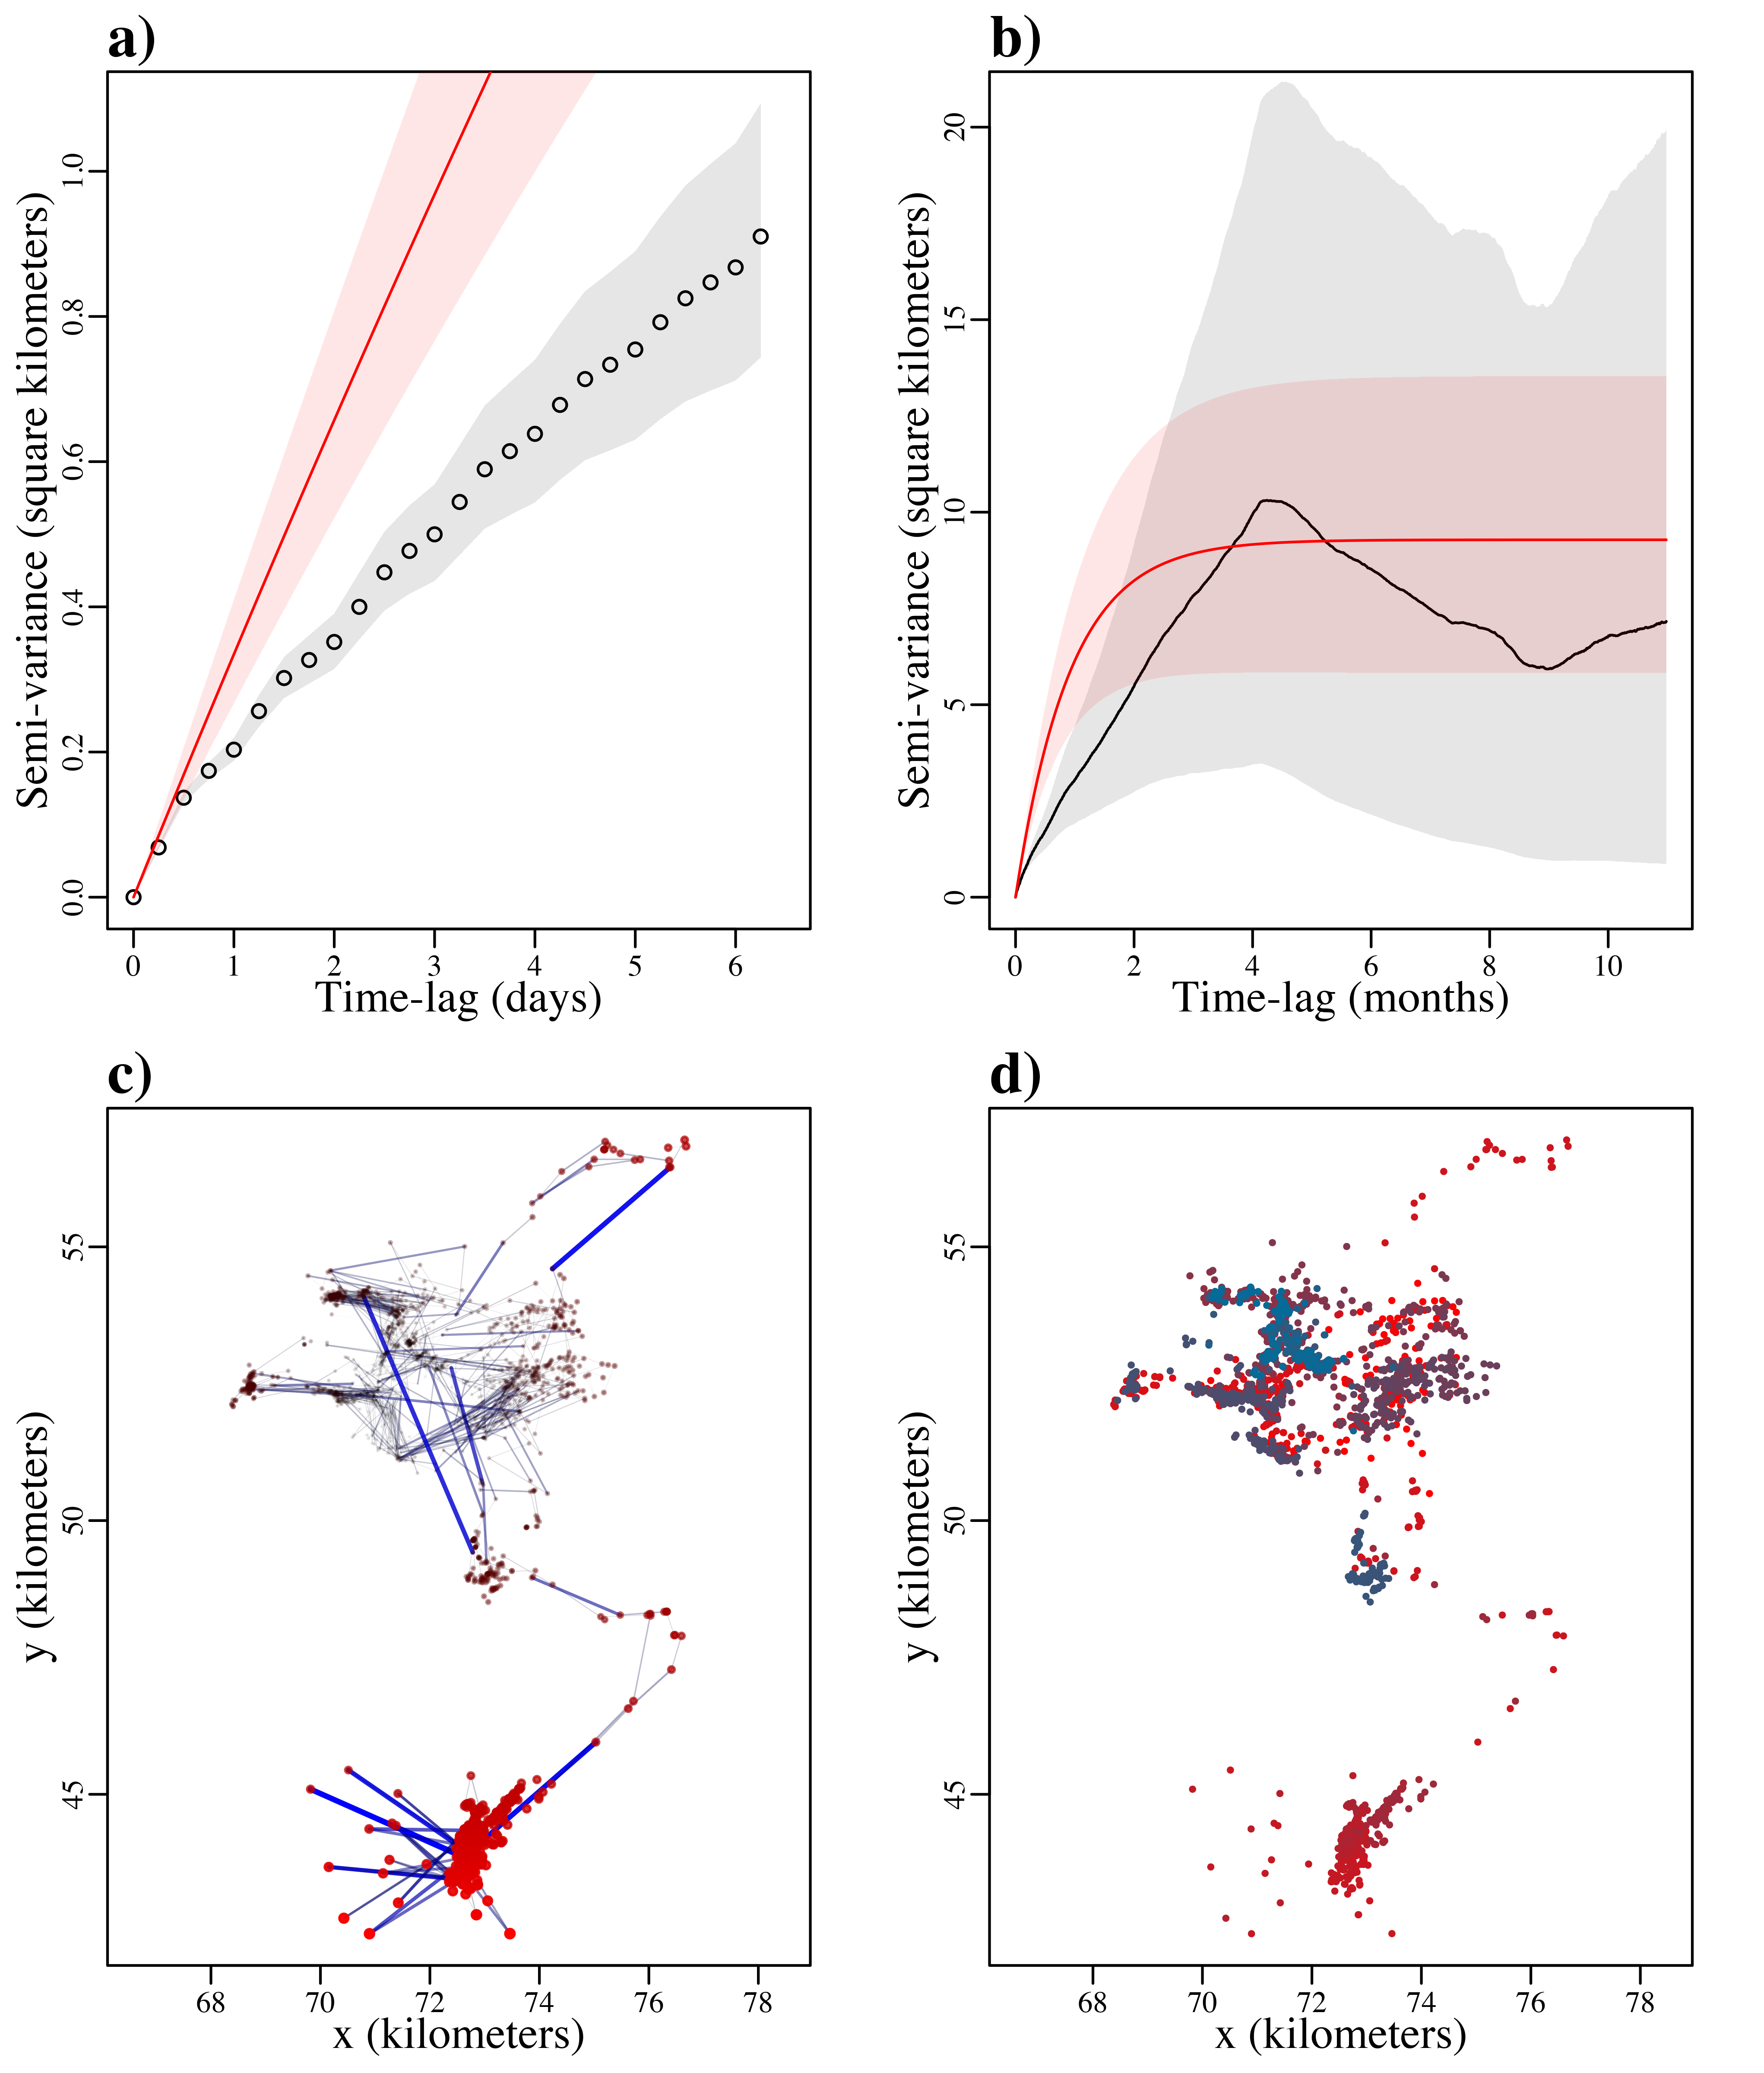 a)
Semi-variance (square kilometers)
0.0 0.2 0.4 0.6 0.8 1.0
0 1 2 3 4 5 6
Time-lag (days)
b)
Semi-variance (square kilometers)
0 5 10 15 20
0 2 4 6 8 10
Time-lag (months)
c)
y (kilometers)
45 50 55
68 70 72 74 76 78
x (kilometers)
d)
y (kilometers)
45 50 55
68 70 72 74 76 78
x (kilometers)